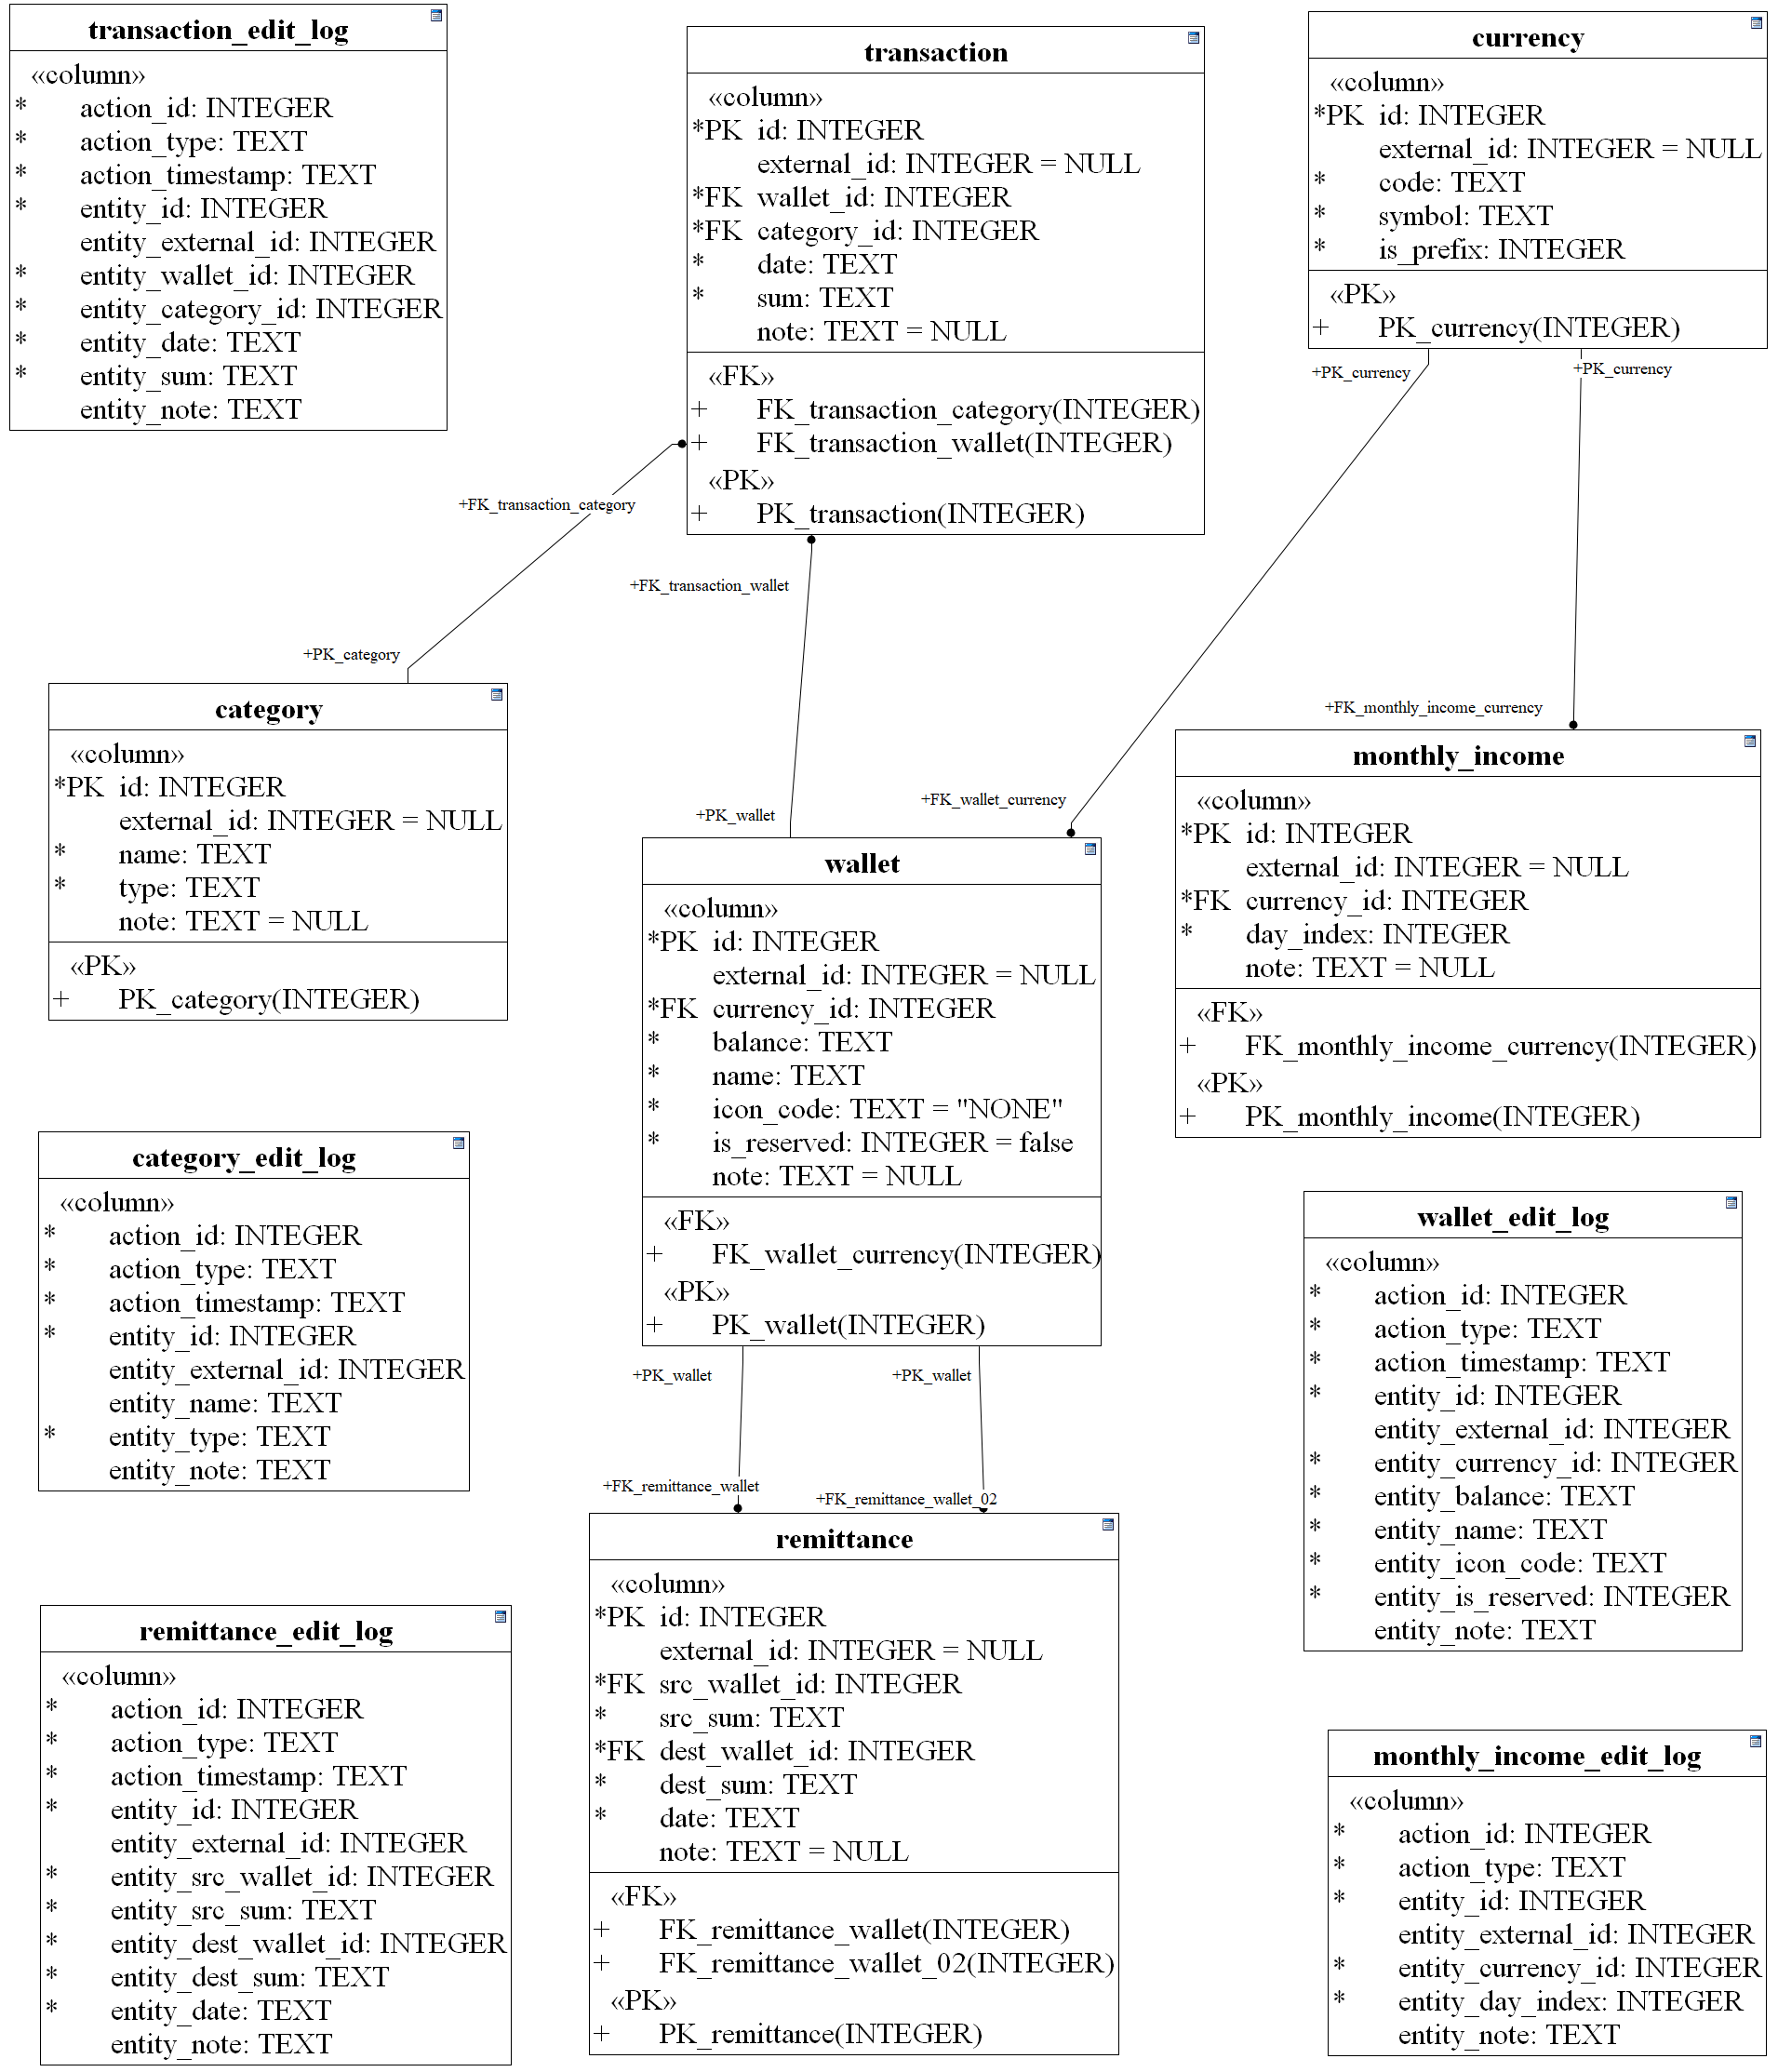 transaction_edit_log
«column»
* action_id: INTEGER
* action_type: TEXT
* action_timestamp: TEXT
* entity_id: INTEGER
entity_external_id: INTEGER
* entity_wallet_id: INTEGER
* entity_category_id: INTEGER
* entity_date: TEXT
* entity_sum: TEXT
entity_note: TEXT
transaction
«column»
*PK id: INTEGER
external_id: INTEGER = NULL
*FK wallet_id: INTEGER
*FK category_id: INTEGER
* date: TEXT
* sum: TEXT
note: TEXT = NULL
«FK»
+ FK_transaction_category(INTEGER)
+ FK_transaction_wallet(INTEGER)
«PK»
+ PK_transaction(INTEGER)
currency
«column»
*PK id: INTEGER
external_id: INTEGER = NULL
* code: TEXT
* symbol: TEXT
* is_prefix: INTEGER
«PK»
+ PK_currency(INTEGER)
+PK_currency
+PK_currency
+FK_transaction_category
+FK_transaction_wallet
+PK_category
+FK_monthly_income_currency
+FK_wallet_currency
+PK_wallet
category
«column»
*PK id: INTEGER
external_id: INTEGER = NULL
* name: TEXT
* type: TEXT
note: TEXT = NULL
«PK»
+ PK_category(INTEGER)
wallet
«column»
*PK id: INTEGER
external_id: INTEGER = NULL
*FK currency_id: INTEGER
* balance: TEXT
* name: TEXT
* icon_code: TEXT = "NONE"
* is_reserved: INTEGER = false
note: TEXT = NULL
«FK»
+ FK_wallet_currency(INTEGER)
«PK»
+ PK_wallet(INTEGER)
monthly_income
«column»
*PK id: INTEGER
external_id: INTEGER = NULL
*FK currency_id: INTEGER
* day_index: INTEGER
note: TEXT = NULL
«FK»
+ FK_monthly_income_currency(INTEGER)
«PK»
+ PK_monthly_income(INTEGER)
category_edit_log
«column»
* action_id: INTEGER
* action_type: TEXT
* action_timestamp: TEXT
* entity_id: INTEGER
entity_external_id: INTEGER
entity_name: TEXT
* entity_type: TEXT
entity_note: TEXT
wallet_edit_log
«column»
* action_id: INTEGER
* action_type: TEXT
* action_timestamp: TEXT
* entity_id: INTEGER
entity_external_id: INTEGER
* entity_currency_id: INTEGER
* entity_balance: TEXT
* entity_name: TEXT
* entity_icon_code: TEXT
* entity_is_reserved: INTEGER
entity_note: TEXT
+PK_wallet
+PK_wallet
+FK_remittance_wallet
+FK_remittance_wallet_02
remittance_edit_log
«column»
* action_id: INTEGER
* action_type: TEXT
* action_timestamp: TEXT
* entity_id: INTEGER
entity_external_id: INTEGER
* entity_src_wallet_id: INTEGER
* entity_src_sum: TEXT
* entity_dest_wallet_id: INTEGER
* entity_dest_sum: TEXT
* entity_date: TEXT
entity_note: TEXT
remittance
«column»
*PK id: INTEGER
external_id: INTEGER = NULL
*FK src_wallet_id: INTEGER
* src_sum: TEXT
*FK dest_wallet_id: INTEGER
* dest_sum: TEXT
* date: TEXT
note: TEXT = NULL
«FK»
+ FK_remittance_wallet(INTEGER)
+ FK_remittance_wallet_02(INTEGER)
«PK»
+ PK_remittance(INTEGER)
monthly_income_edit_log
«column»
* action_id: INTEGER
* action_type: TEXT
* entity_id: INTEGER
entity_external_id: INTEGER
* entity_currency_id: INTEGER
* entity_day_index: INTEGER
entity_note: TEXT